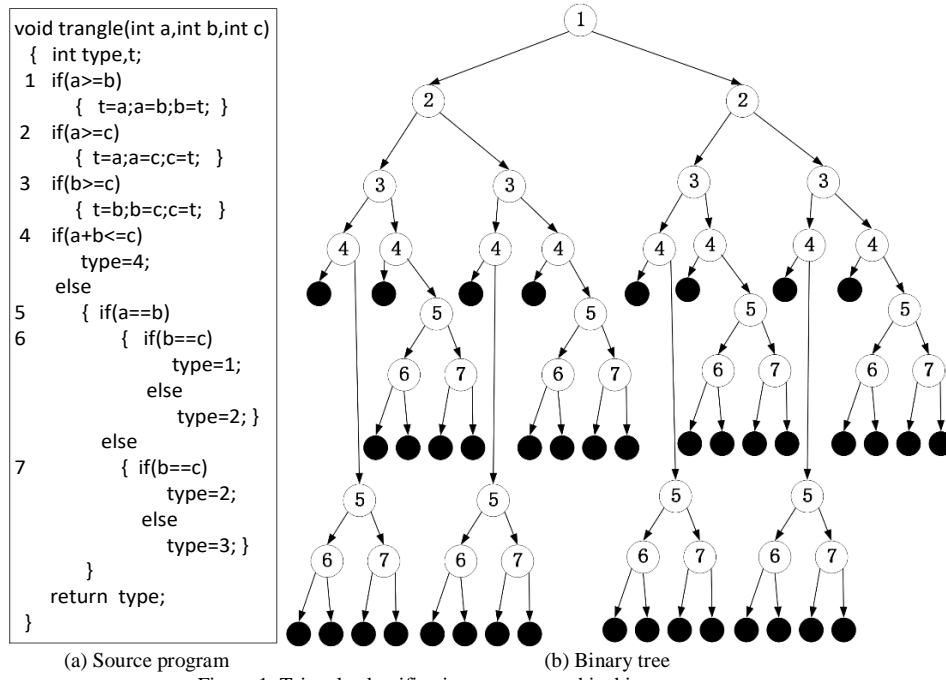 void trangle(int a,int b,int c)
{ int type,t;
1 if(a>=b)
{ t=a;a=b;b=t; }
2 if(a>=c)
{ t=a;a=c;c=t; }
3 if(b>=c)
{ t=b;b=c;c=t; }
4 if(a+b<=c)
type=4;
else
5 { if(a==b)
6 { if(b==c)
type=1;
else
type=2; }
else
7 { if(b==c)
type=2;
else
type=3; }
}
return type;
}
1
2 2
3 3 3 3
4 4 4 4 4 4 4 4
5 5 5 5
6 7 6 7 6 7 6 7
5 5 5 5
6 7 6 7 6 7 6 7
(a) Source program (b) Binary tree